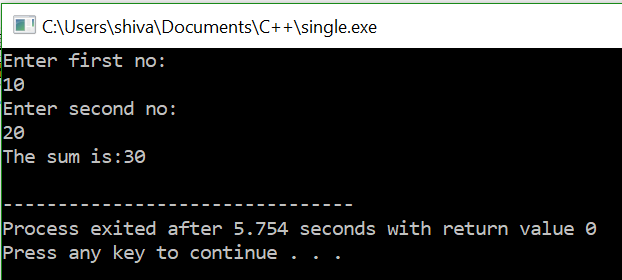 C:\Users\shiva\Documents\C++\single.exe
Enter first no:
10
Enter second no:
20
The sum is:30
--------------------------------
Process exited after 5.754 seconds with return value 0
Press any key to continue . . .